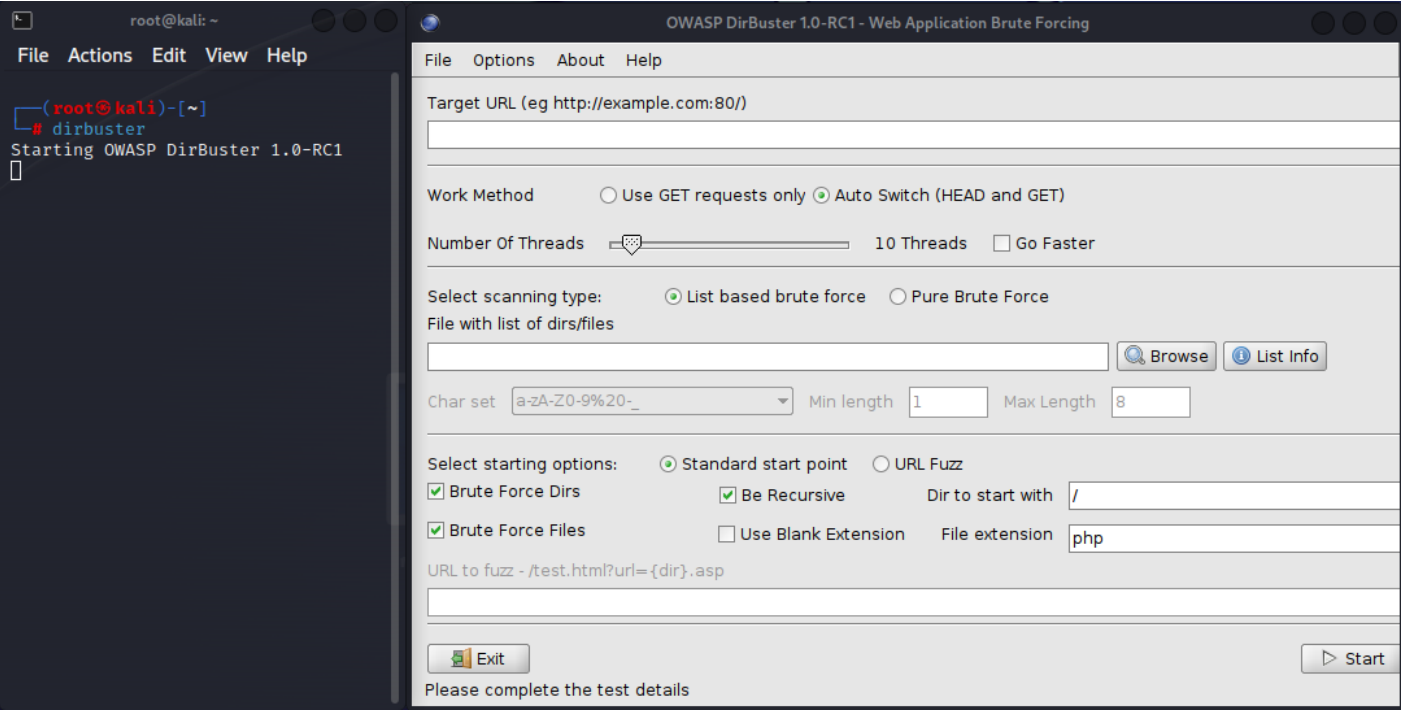 root@kali: ~
File Actions Edit View Help
┌──(root㉿kali)-[~]
└─# dirbuster
Starting OWASP DirBuster 1.0-RC1
OWASP DirBuster 1.0-RC1 - Web Application Brute Forcing
File Options About Help
Target URL (eg http://example.com:80/)
Work Method Use GET requests only Auto Switch (HEAD and GET)
Number Of Threads 10 Threads Go Faster
Select scanning type: List based brute force Pure Brute Force
File with list of dirs/files
Browse List Info
Char set a-zA-Z0-9%20-_ Min length 1 Max Length 8
Select starting options: Standard start point URL Fuzz
Brute Force Dirs Be Recursive Dir to start with /
Brute Force Files Use Blank Extension File extension php
URL to fuzz - /test.html?url={dir}.asp
Exit Start
Please complete the test details